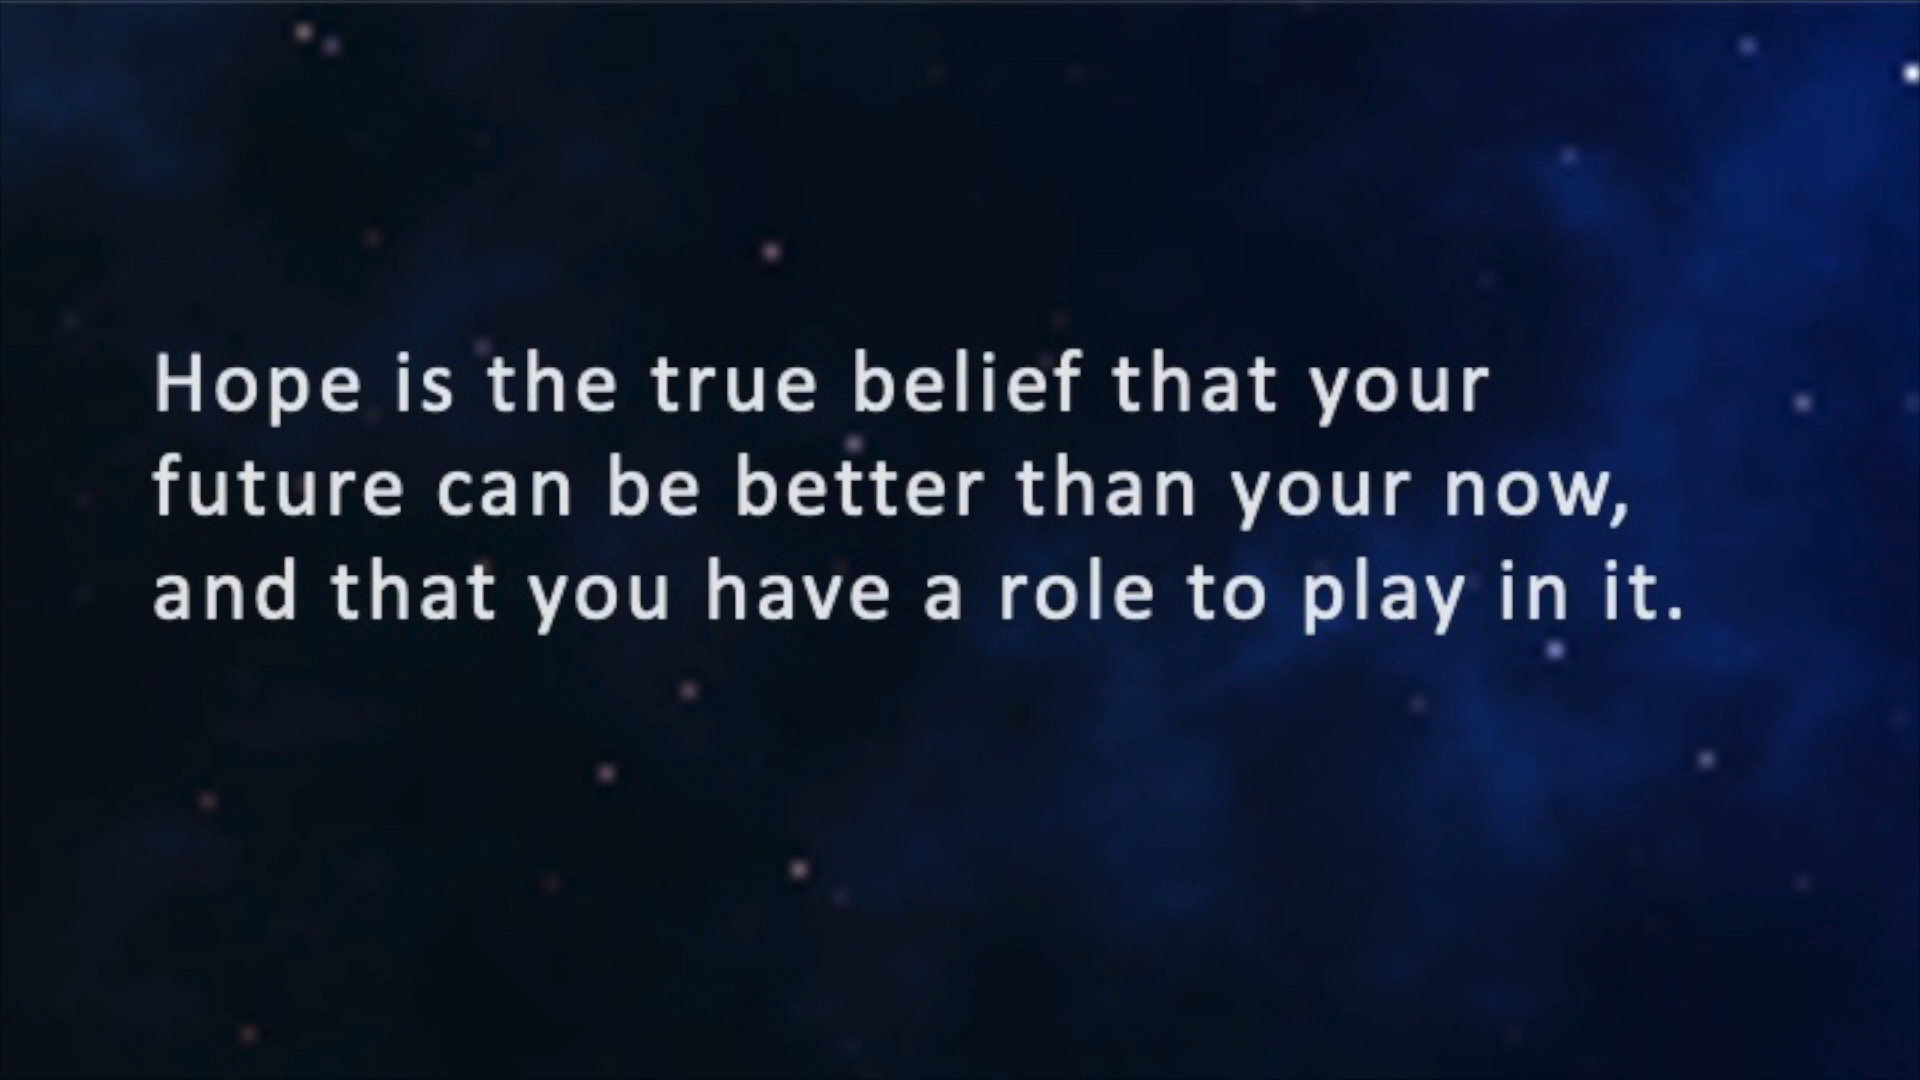 Hope is the true belief that your
future can be better than your now,
and that you have a role to play in it.